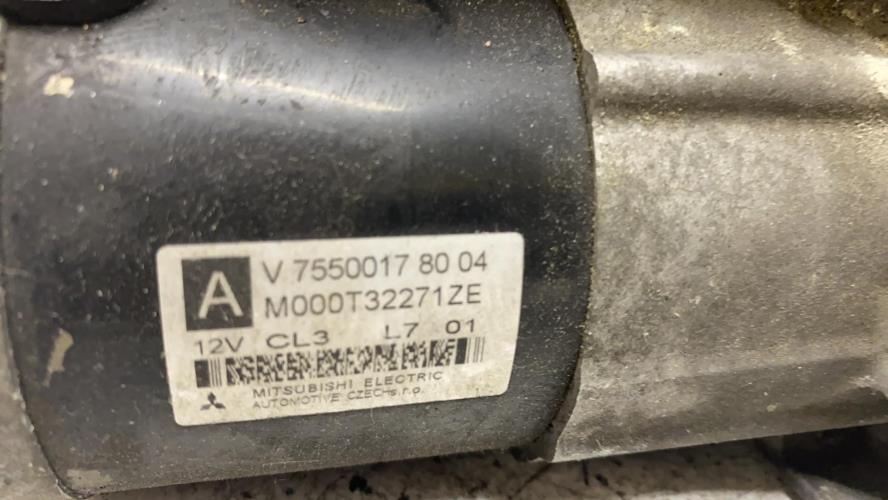 A
V 7550017 80 04
M000T32271ZE
12V CL3 L7 01
MITSUBISHI ELECTRIC
AUTOMOTIVE CZECH s.r.o.